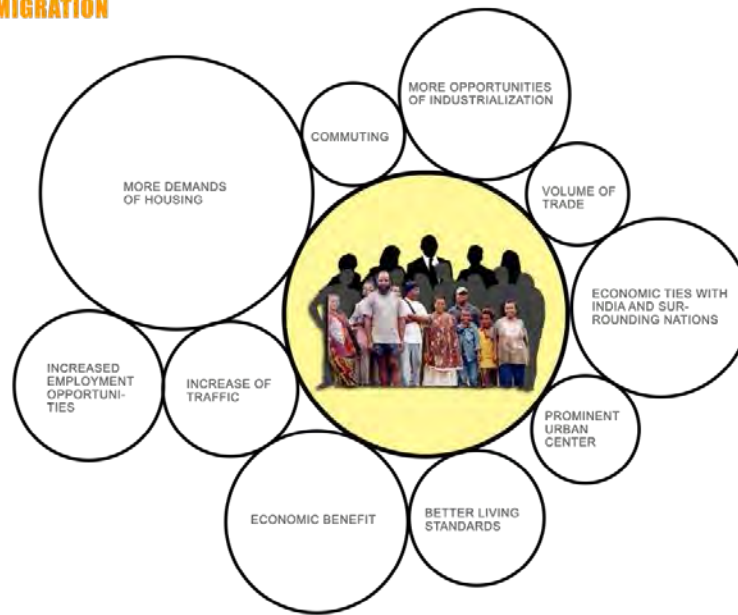 MIGRATION
MORE OPPORTUNITIES
OF INDUSTRIALIZATION
COMMUTING
MORE DEMANDS
OF HOUSING
VOLUME OF
TRADE
ECONOMIC TIES WITH
INDIA AND SUR-
ROUNDING NATIONS
INCREASED
EMPLOYMENT
OPPORTUNI-
TIES
INCREASE OF
TRAFFIC
PROMINENT
URBAN
CENTER
ECONOMIC BENEFIT
BETTER LIVING
STANDARDS